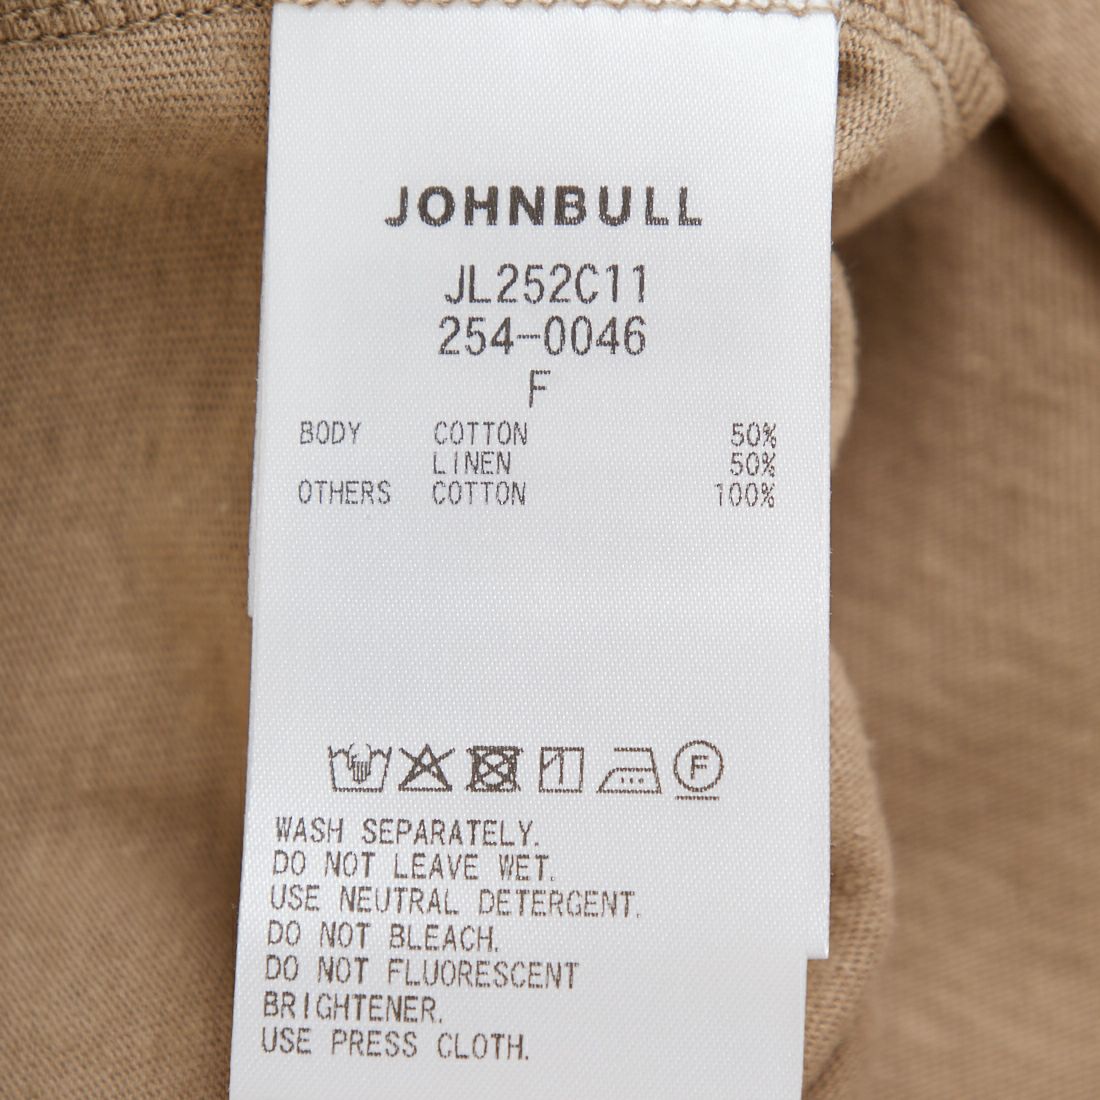 JOHNBULL
JL252C11
254-0046
F
BODY COTTON 50%
LINEN 50%
OTHERS COTTON 100%
F
WASH SEPARATELY.
DO NOT LEAVE WET.
USE NEUTRAL DETERGENT.
DO NOT BLEACH.
DO NOT FLUORESCENT
BRIGHTENER.
USE PRESS CLOTH.